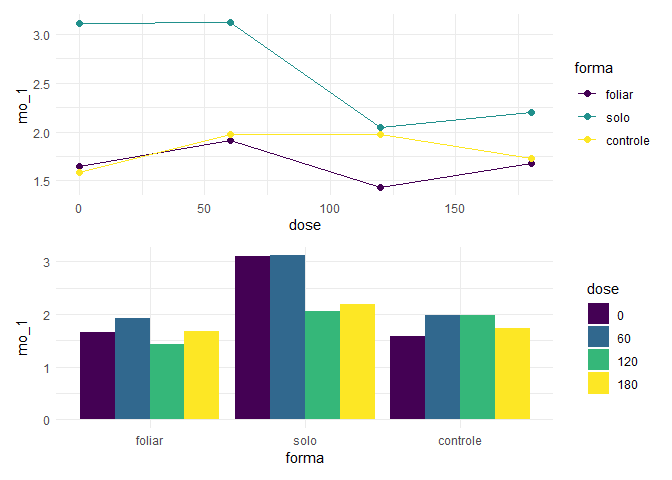 mo_1
3.0
2.5
2.0
1.5
0 50 100 150
dose
forma
foliar
solo
controle
mo_1
3
2
1
0
foliar solo controle
forma
dose
0
60
120
180